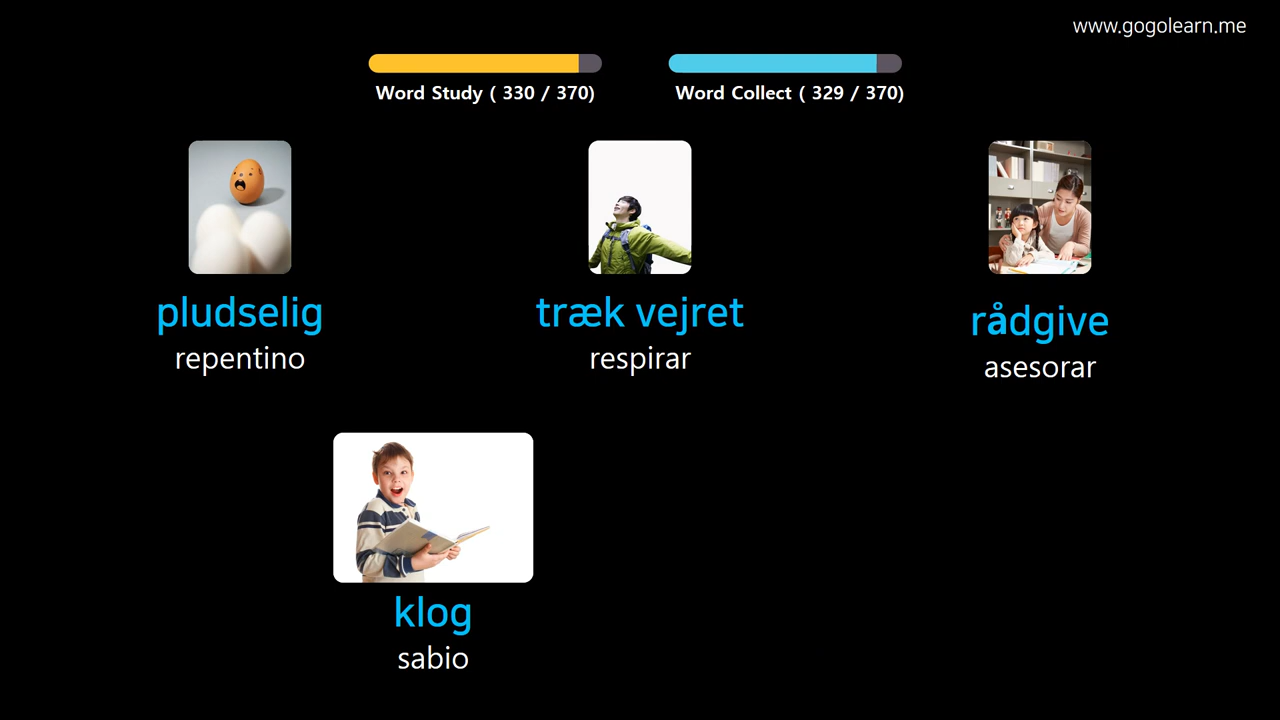 www.gogolearn.me
Word Study ( 330 / 370)
Word Collect ( 329 / 370)
pludselig
repentino
træk vejret
respirar
rådgive
asesorar
klog
sabio